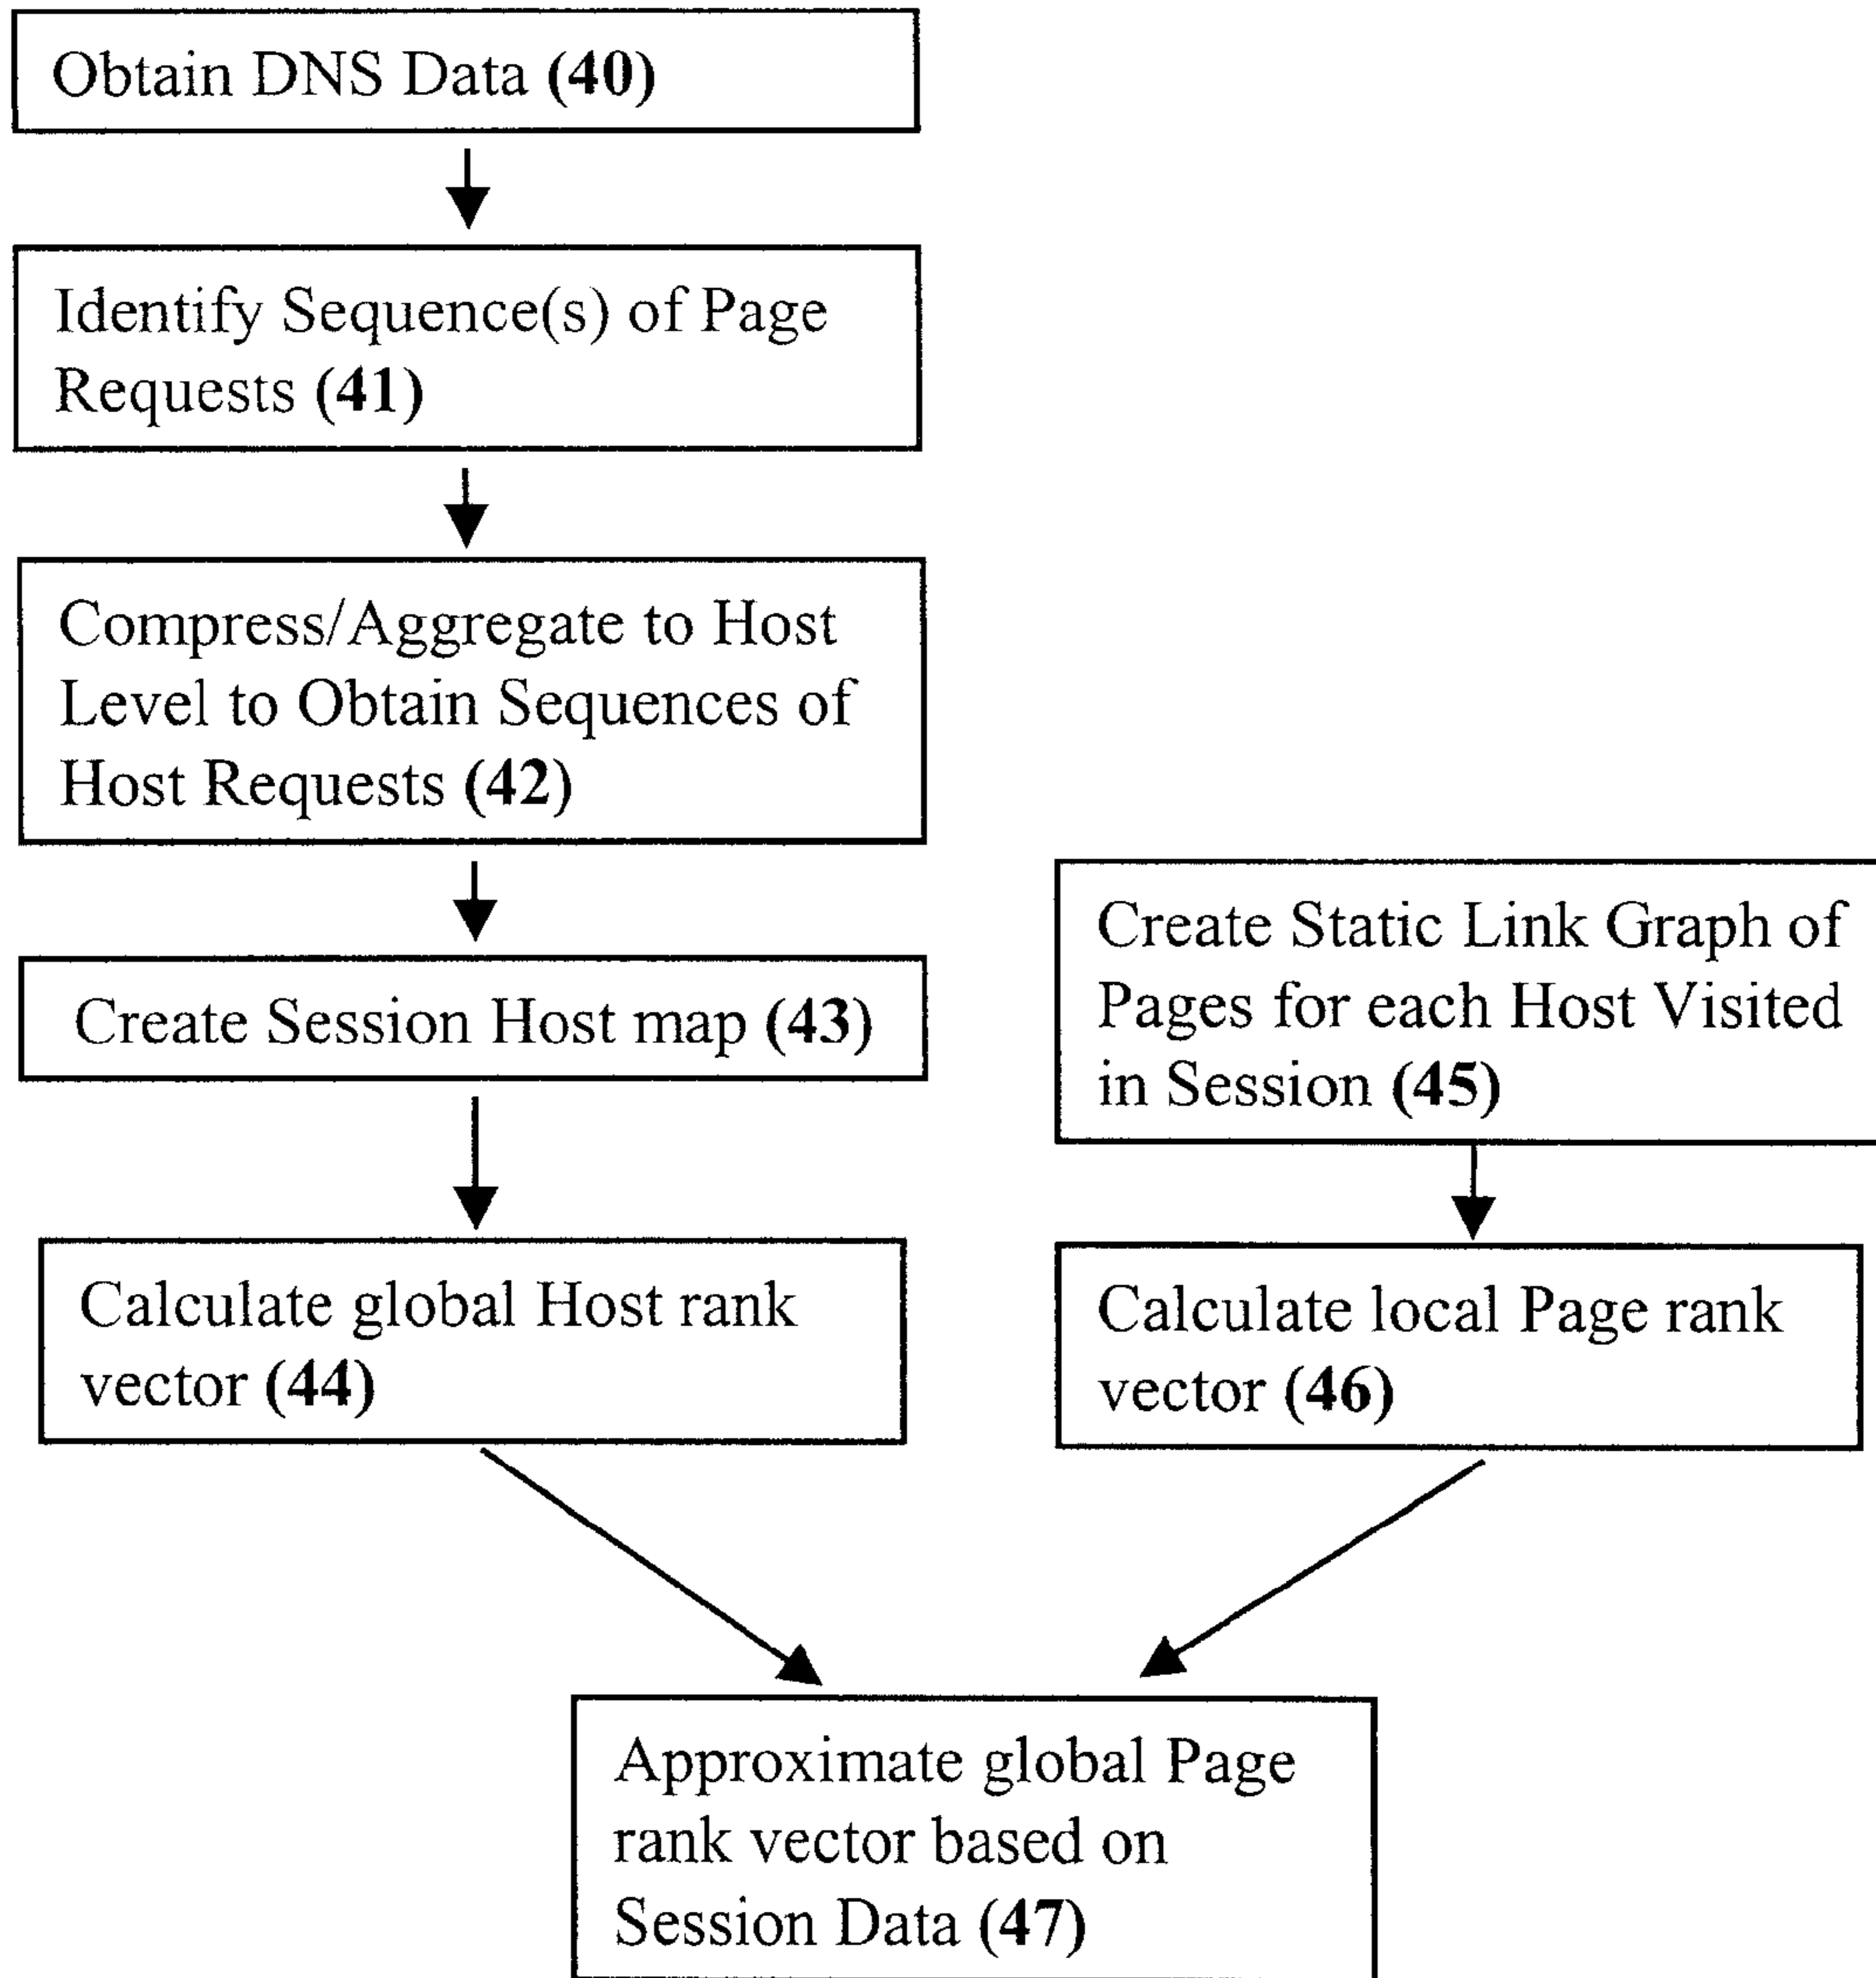 Obtain DNS Data (40)
Identify Sequence(s) of Page
Requests (41)
Compress/Aggregate to Host
Level to Obtain Sequences of
Host Requests (42)
Create Session Host map (43)
Calculate global Host rank
vector (44)
Create Static Link Graph of
Pages for each Host Visited
in Session (45)
Calculate local Page rank
vector (46)
Approximate global Page
rank vector based on
Session Data (47)